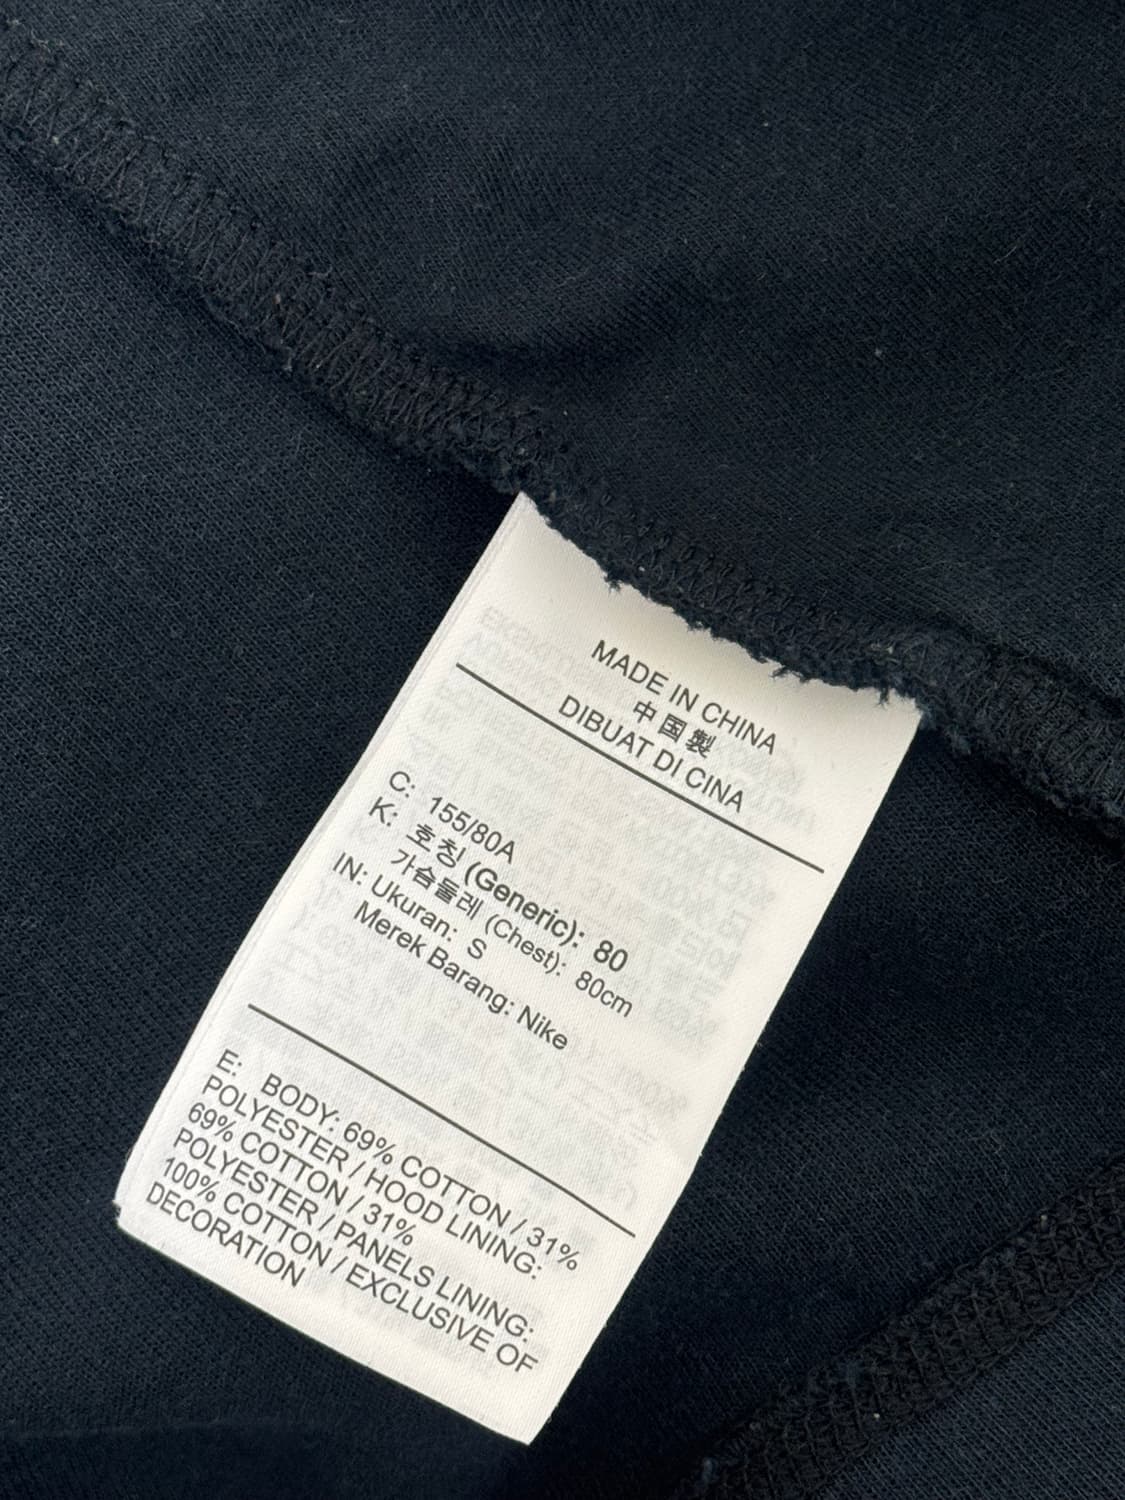 MADE IN CHINA
中国製
DIBUAT DI CINA
C: 155/80A
K: 호칭 (Generic): 80
가슴둘레 (Chest): 80cm
IN: Ukuran: S
Merek Barang: Nike
E: BODY: 69% COTTON / 31%
POLYESTER / HOOD LINING:
69% COTTON / 31%
POLYESTER / PANELS LINING:
100% COTTON / EXCLUSIVE OF
DECORATION